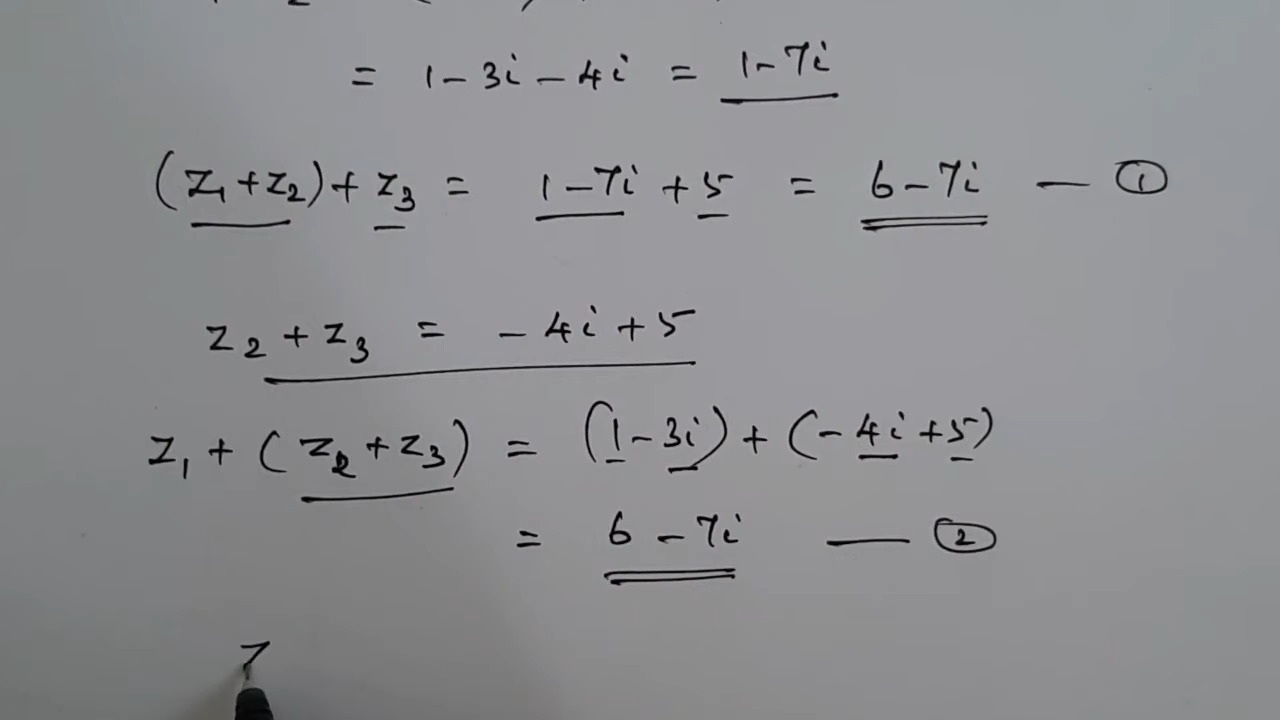 = 1 - 3i - 4i = 1 - 7i
(z₁ + z₂) + z₃ = 1 - 7i + 5 = 6 - 7i — ①
z₂ + z₃ = - 4i + 5
z₁ + (z₂ + z₃) = (1 - 3i) + (- 4i + 5)
= 6 - 7i — ②
z